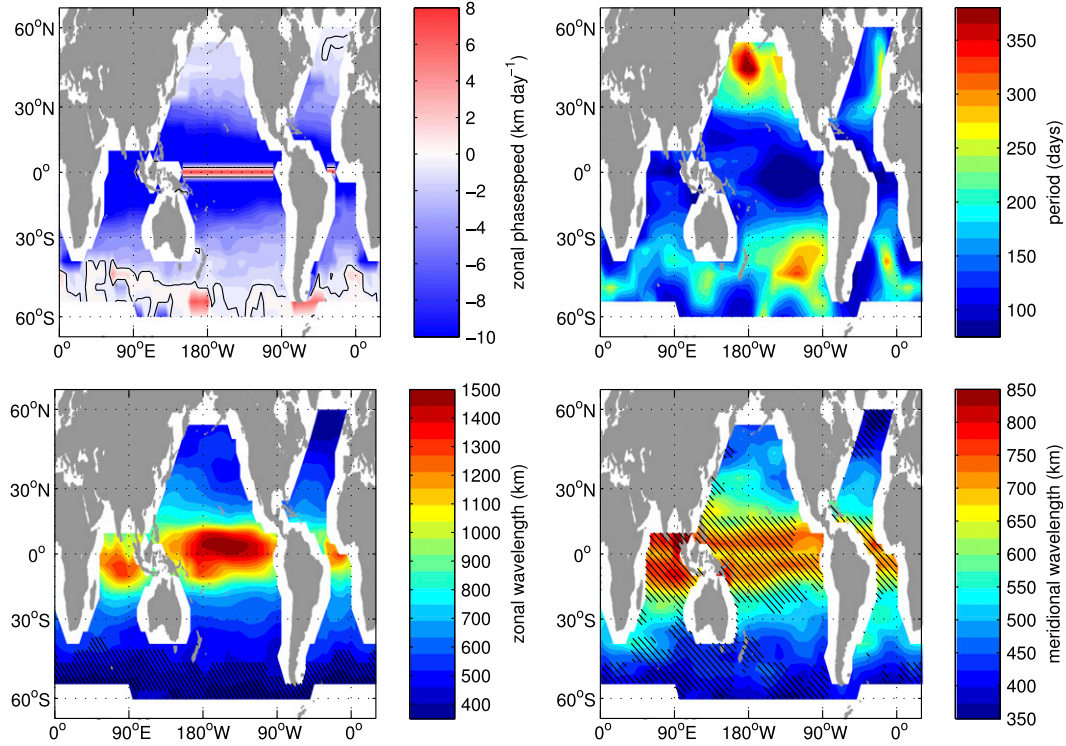 60°N
30°N
0°
30°S
60°S
0°
90°E
180°W
90°W
0°
8
6
4
2
0
−2
−4
−6
−8
−10
zonal phasespeed (km day⁻¹)
60°N
30°N
0°
30°S
60°S
0°
90°E
180°W
90°W
0°
350
300
250
200
150
100
period (days)
60°N
30°N
0°
30°S
60°S
0°
90°E
180°W
90°W
0°
1500
1400
1300
1200
1100
1000
900
800
700
600
500
400
zonal wavelength (km)
60°N
30°N
0°
30°S
60°S
0°
90°E
180°W
90°W
0°
850
800
750
700
650
600
550
500
450
400
350
meridional wavelength (km)